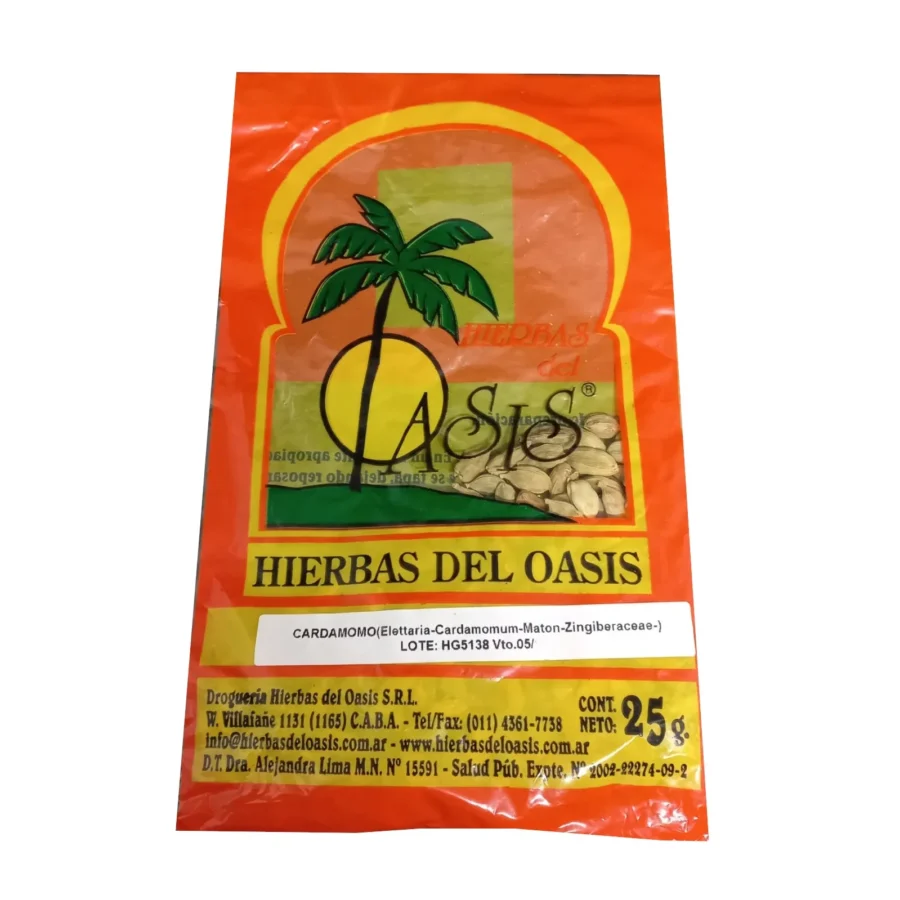 HIERBAS
del
OASIS®
HIERBAS DEL OASIS
CARDAMOMO(Elettaria-Cardamomum-Maton-Zingiberaceae-)
LOTE: HG5138 Vto.05/
Droguería Hierbas del Oasis S.R.L.
W. Villafañe 1131 (1165) C.A.B.A. - Tel/Fax: (011) 4361-7738
info@hierbasdeloasis.com.ar - www.hierbasdeloasis.com.ar
D.T. Dra. Alejandra Lima M.N. Nº 15591 - Salud Púb. Expte. Nº 2002-22274-09-2
CONT.
NETO: 25 g.